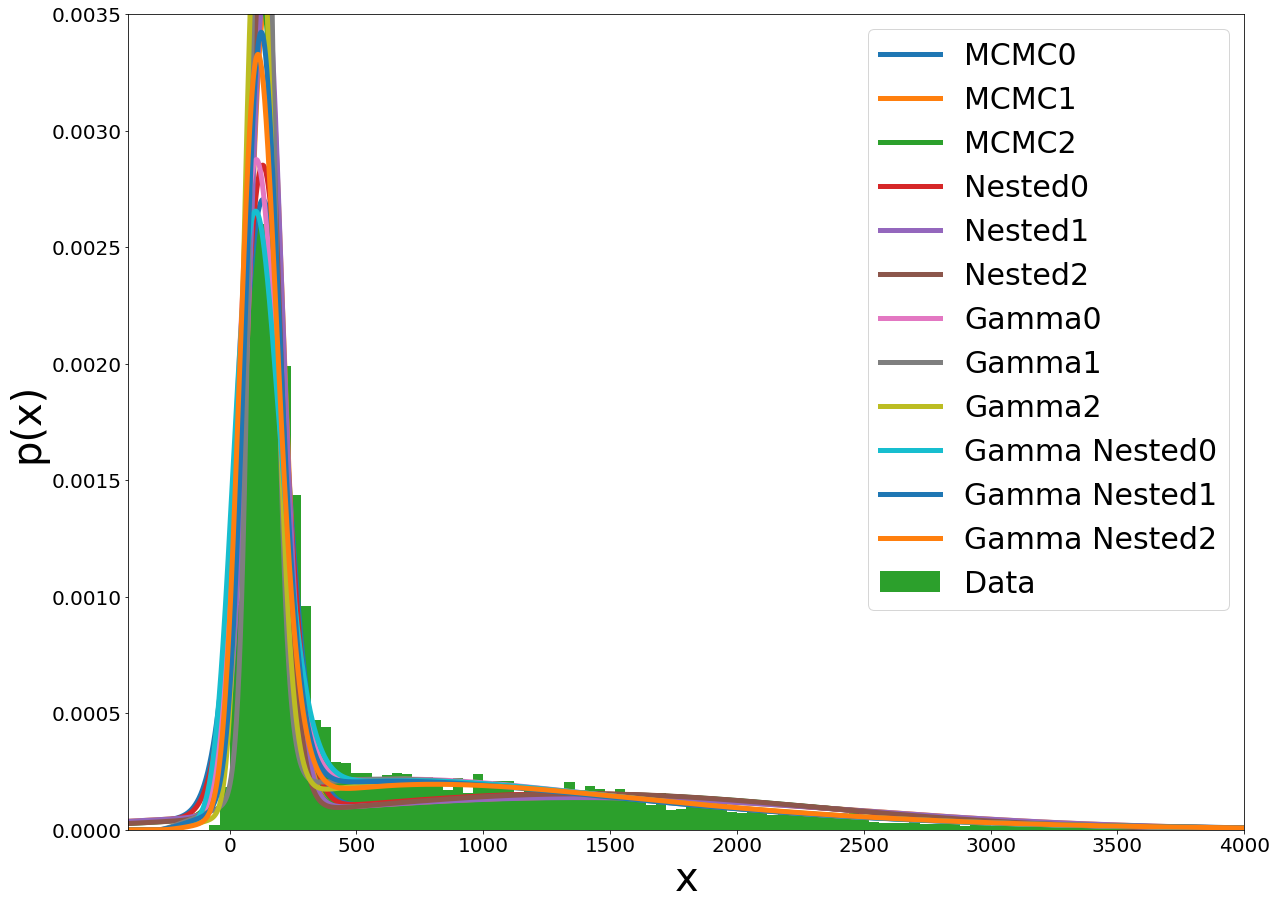 0.0035
0.0030
0.0025
0.0020
0.0015
0.0010
0.0005
0.0000
p(x)
0 500 1000 1500 2000 2500 3000 3500 4000
x
MCMC0
MCMC1
MCMC2
Nested0
Nested1
Nested2
Gamma0
Gamma1
Gamma2
Gamma Nested0
Gamma Nested1
Gamma Nested2
Data